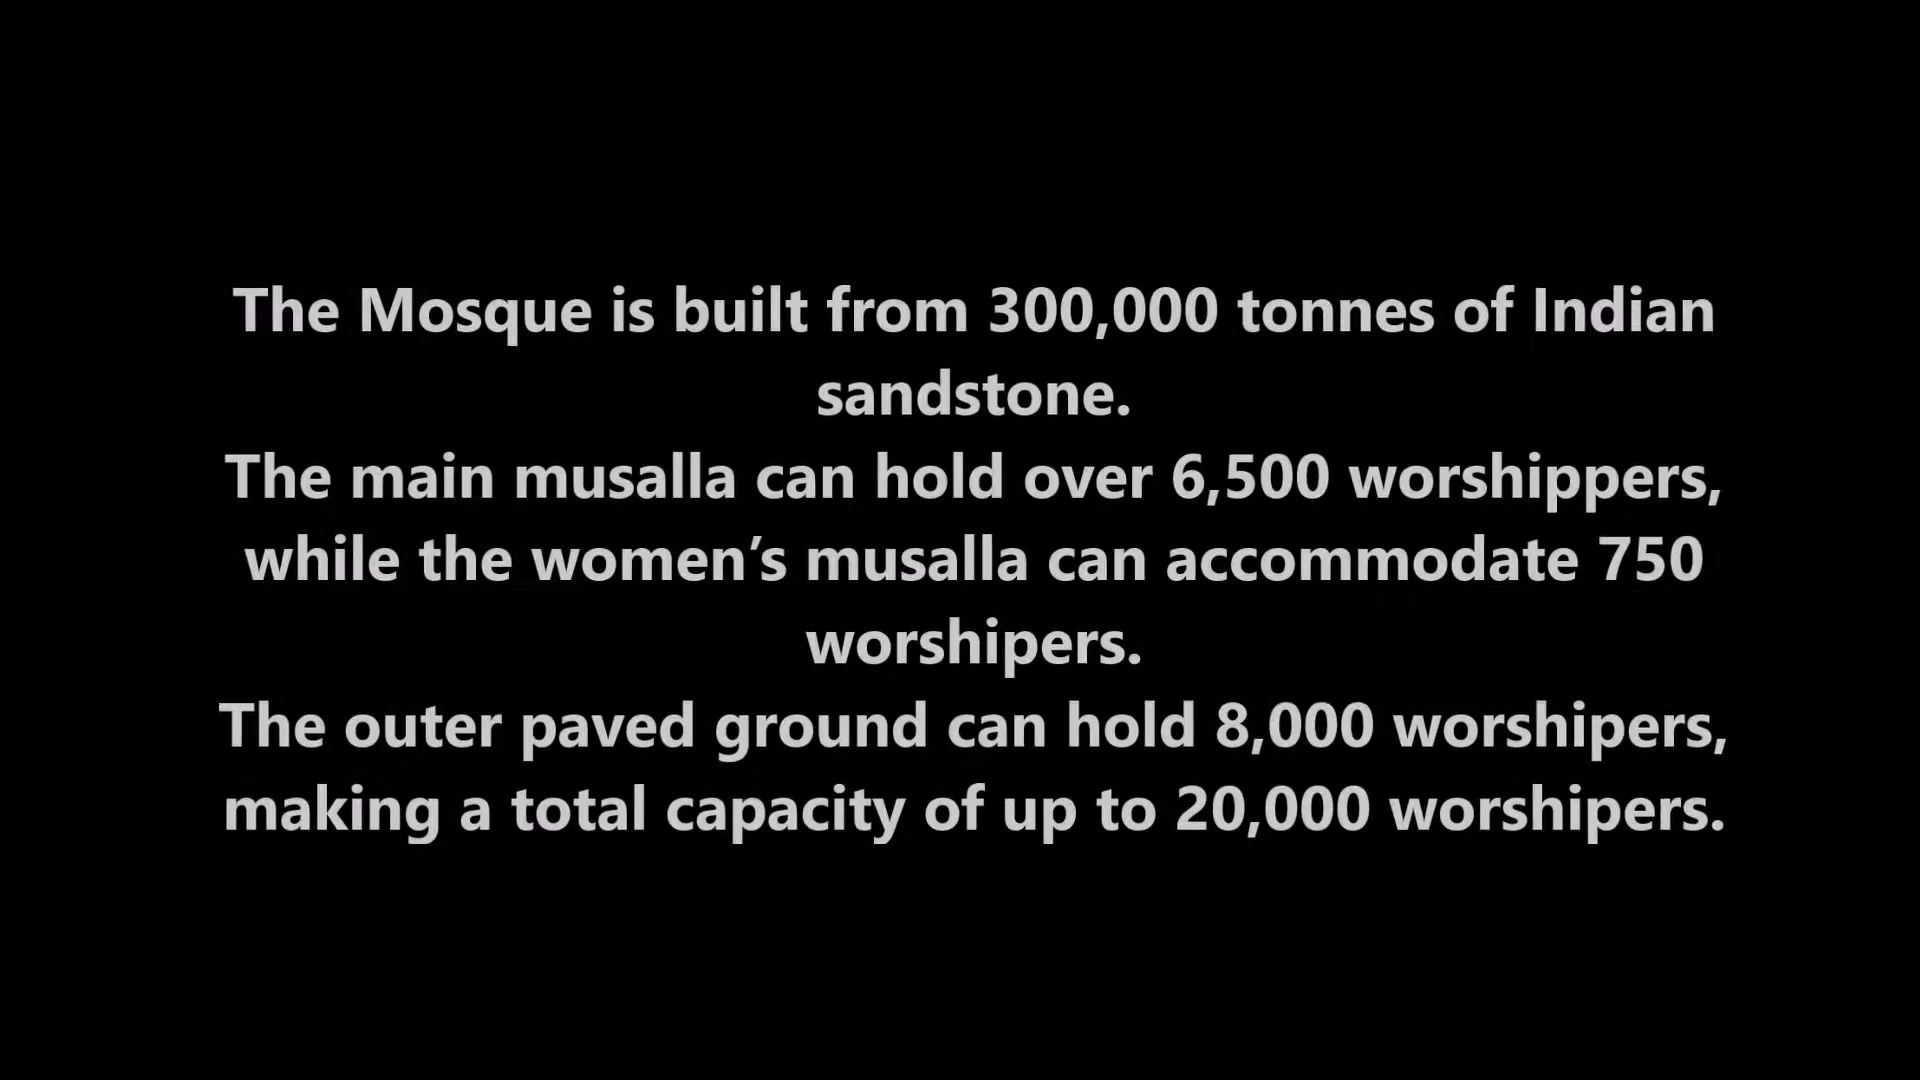 The Mosque is built from 300,000 tonnes of Indian
sandstone.
The main musalla can hold over 6,500 worshippers,
while the women’s musalla can accommodate 750
worshipers.
The outer paved ground can hold 8,000 worshipers,
making a total capacity of up to 20,000 worshipers.